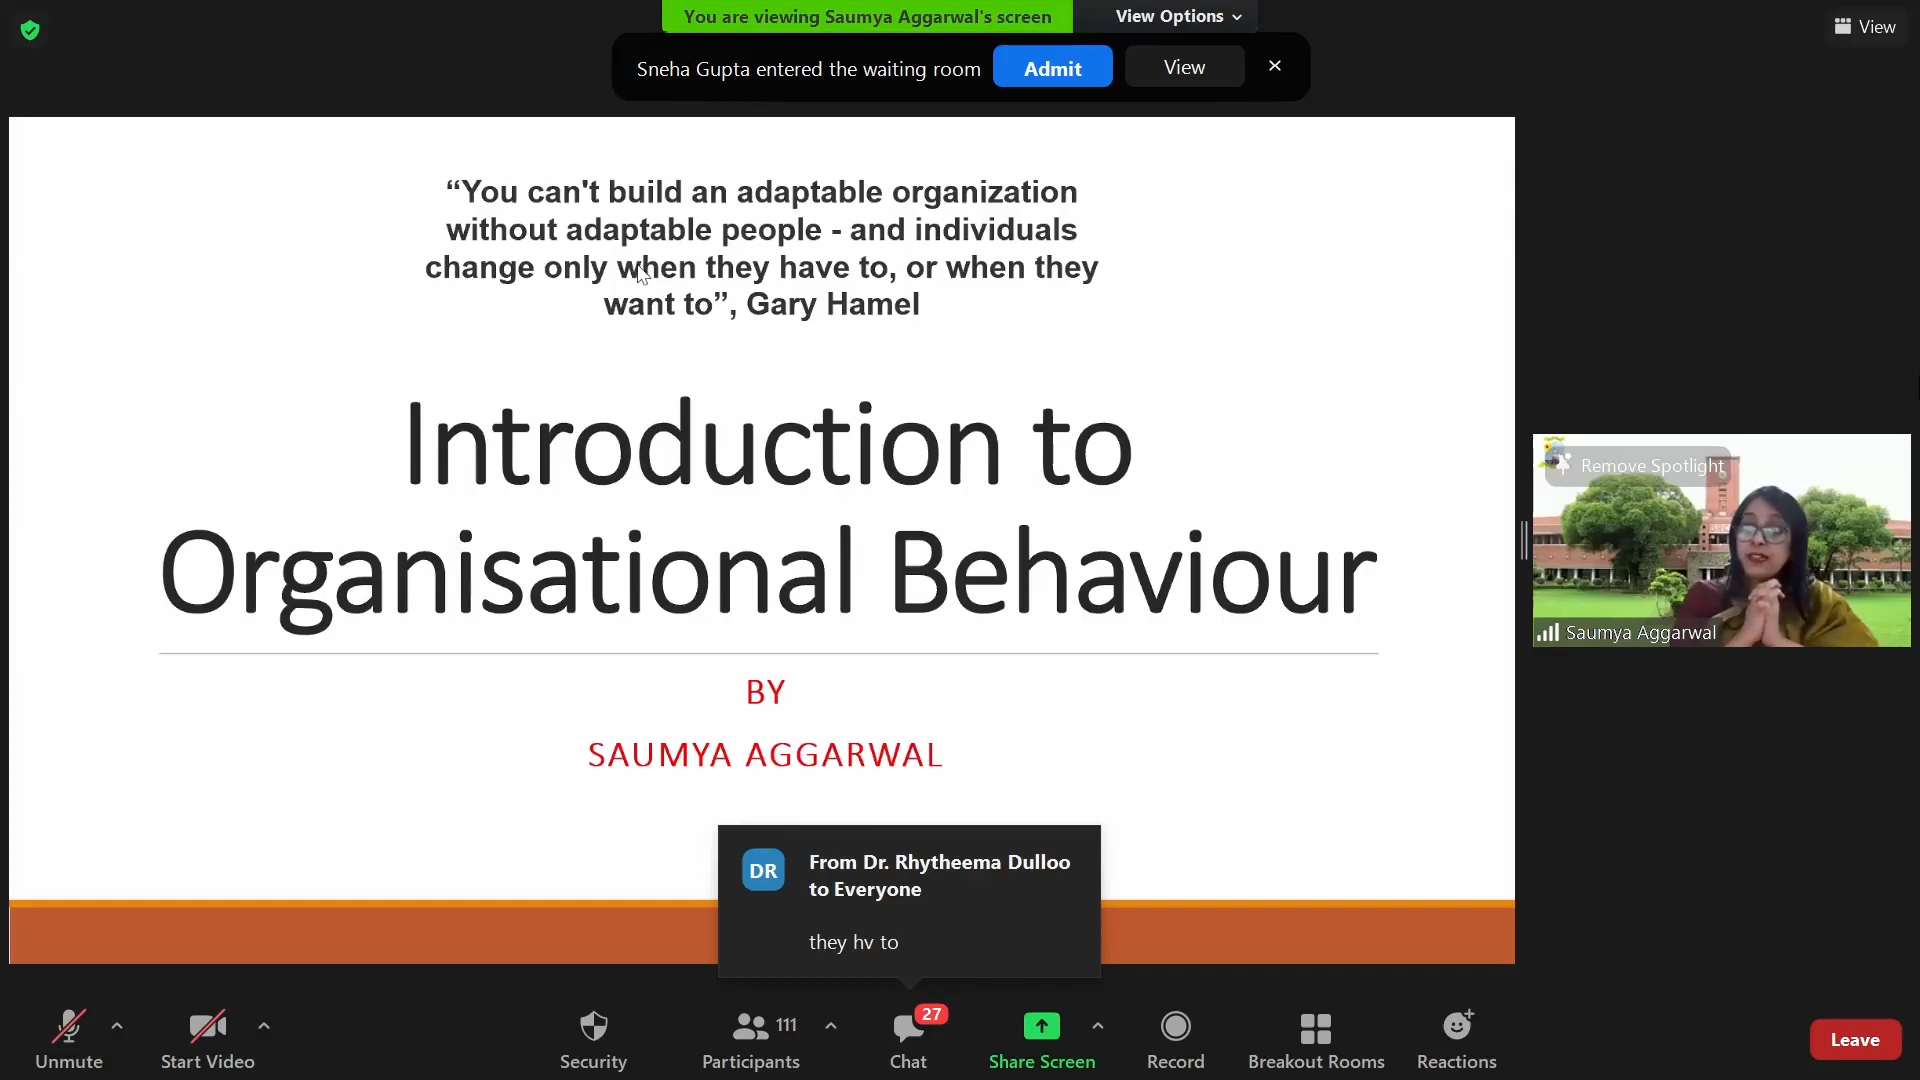 You are viewing Saumya Aggarwal's screen
View Options
View
Sneha Gupta entered the waiting room
Admit
View
“You can't build an adaptable organization
without adaptable people - and individuals
change only when they have to, or when they
want to”, Gary Hamel
Introduction to
Organisational Behaviour
BY
SAUMYA AGGARWAL
Remove Spotlight
Saumya Aggarwal
DR
From Dr. Rhytheema Dulloo
to Everyone
they hv to
Unmute
Start Video
Security
111
Participants
27
Chat
Share Screen
Record
Breakout Rooms
Reactions
Leave